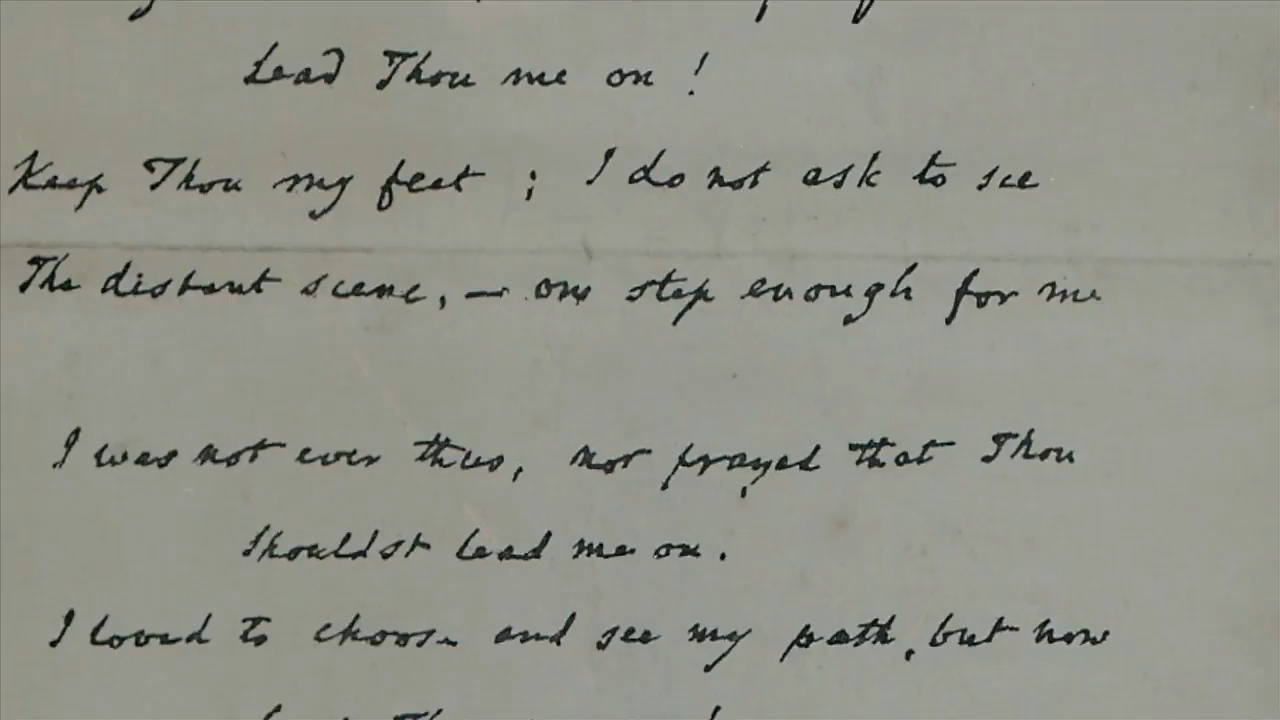 Lead Thou me on !
Keep Thou my feet ; I do not ask to see
The distant scene, — one step enough for me
I was not ever thus, nor prayed that Thou
Shouldst lead me on .
I loved to choose and see my path, but now